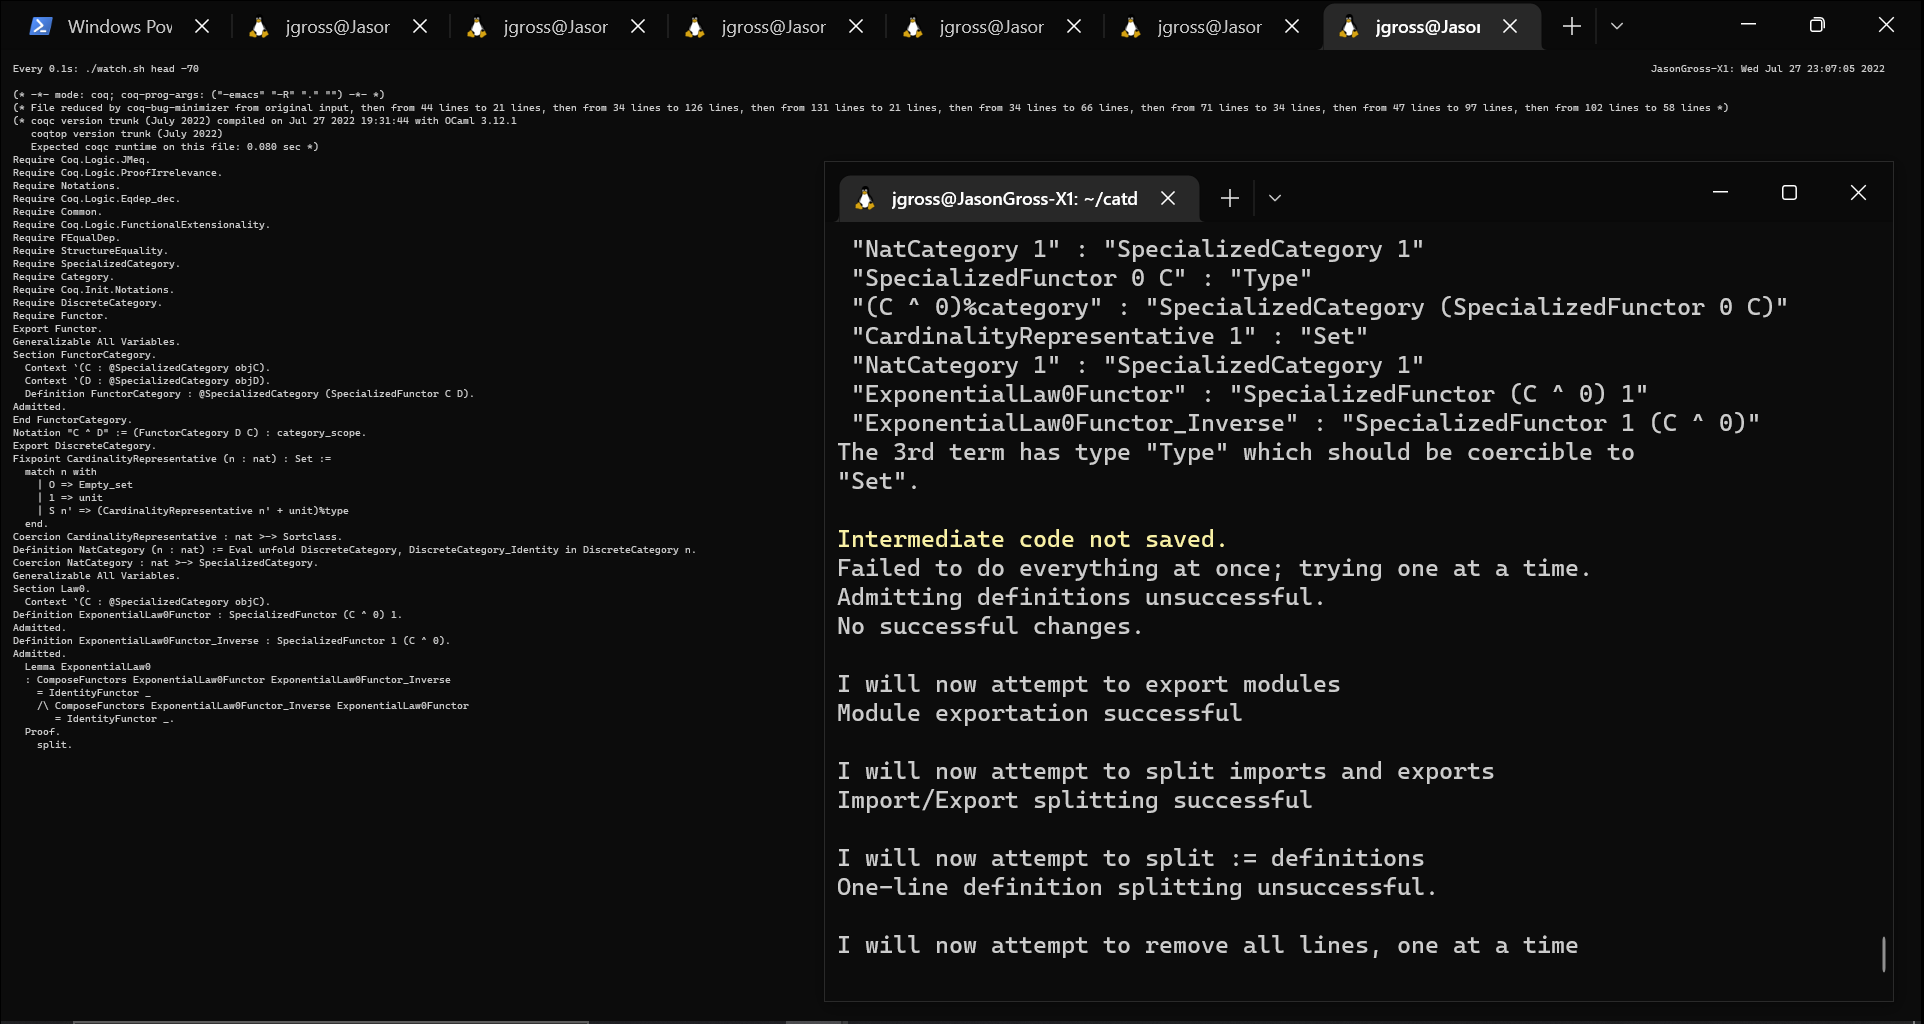 Windows Pow
jgross@Jasor
jgross@Jasor
jgross@Jasor
jgross@Jasor
jgross@Jasor
jgross@Jasor
Every 0.1s: ./watch.sh head -70
JasonGross-X1: Wed Jul 27 23:07:05 2022
(* -*- mode: coq; coq-prog-args: ("-emacs" "-R" "." "") -*- *)
(* File reduced by coq-bug-minimizer from original input, then from 44 lines to 21 lines, then from 34 lines to 126 lines, then from 131 lines to 21 lines, then from 34 lines to 66 lines, then from 71 lines to 34 lines, then from 47 lines to 97 lines, then from 102 lines to 58 lines *)
(* coqc version trunk (July 2022) compiled on Jul 27 2022 19:31:44 with OCaml 3.12.1
   coqtop version trunk (July 2022)
   Expected coqc runtime on this file: 0.080 sec *)
Require Coq.Logic.JMeq.
Require Coq.Logic.ProofIrrelevance.
Require Notations.
Require Coq.Logic.Eqdep_dec.
Require Common.
Require Coq.Logic.FunctionalExtensionality.
Require FEqualDep.
Require StructureEquality.
Require SpecializedCategory.
Require Category.
Require Coq.Init.Notations.
Require DiscreteCategory.
Require Functor.
Export Functor.
Generalizable All Variables.
Section FunctorCategory.
  Context `(C : @SpecializedCategory objC).
  Context `(D : @SpecializedCategory objD).
  Definition FunctorCategory : @SpecializedCategory (SpecializedFunctor C D).
Admitted.
End FunctorCategory.
Notation "C ^ D" := (FunctorCategory D C) : category_scope.
Export DiscreteCategory.
Fixpoint CardinalityRepresentative (n : nat) : Set :=
  match n with
    | O => Empty_set
    | 1 => unit
    | S n' => (CardinalityRepresentative n' + unit)%type
  end.
Coercion CardinalityRepresentative : nat >-> Sortclass.
Definition NatCategory (n : nat) := Eval unfold DiscreteCategory, DiscreteCategory_Identity in DiscreteCategory n.
Coercion NatCategory : nat >-> SpecializedCategory.
Generalizable All Variables.
Section Law0.
  Context `(C : @SpecializedCategory objC).
Definition ExponentialLaw0Functor : SpecializedFunctor (C ^ 0) 1.
Admitted.
Definition ExponentialLaw0Functor_Inverse : SpecializedFunctor 1 (C ^ 0).
Admitted.
  Lemma ExponentialLaw0
  : ComposeFunctors ExponentialLaw0Functor ExponentialLaw0Functor_Inverse
    = IdentityFunctor _
    /\ ComposeFunctors ExponentialLaw0Functor_Inverse ExponentialLaw0Functor
       = IdentityFunctor _.
  Proof.
    split.
jgross@JasonGross-X1: ~/catd
 "NatCategory 1" : "SpecializedCategory 1"
 "SpecializedFunctor 0 C" : "Type"
 "(C ^ 0)%category" : "SpecializedCategory (SpecializedFunctor 0 C)"
 "CardinalityRepresentative 1" : "Set"
 "NatCategory 1" : "SpecializedCategory 1"
 "ExponentialLaw0Functor" : "SpecializedFunctor (C ^ 0) 1"
 "ExponentialLaw0Functor_Inverse" : "SpecializedFunctor 1 (C ^ 0)"
The 3rd term has type "Type" which should be coercible to
"Set".
Intermediate code not saved.
Failed to do everything at once; trying one at a time.
Admitting definitions unsuccessful.
No successful changes.
I will now attempt to export modules
Module exportation successful
I will now attempt to split imports and exports
Import/Export splitting successful
I will now attempt to split := definitions
One-line definition splitting unsuccessful.
I will now attempt to remove all lines, one at a time